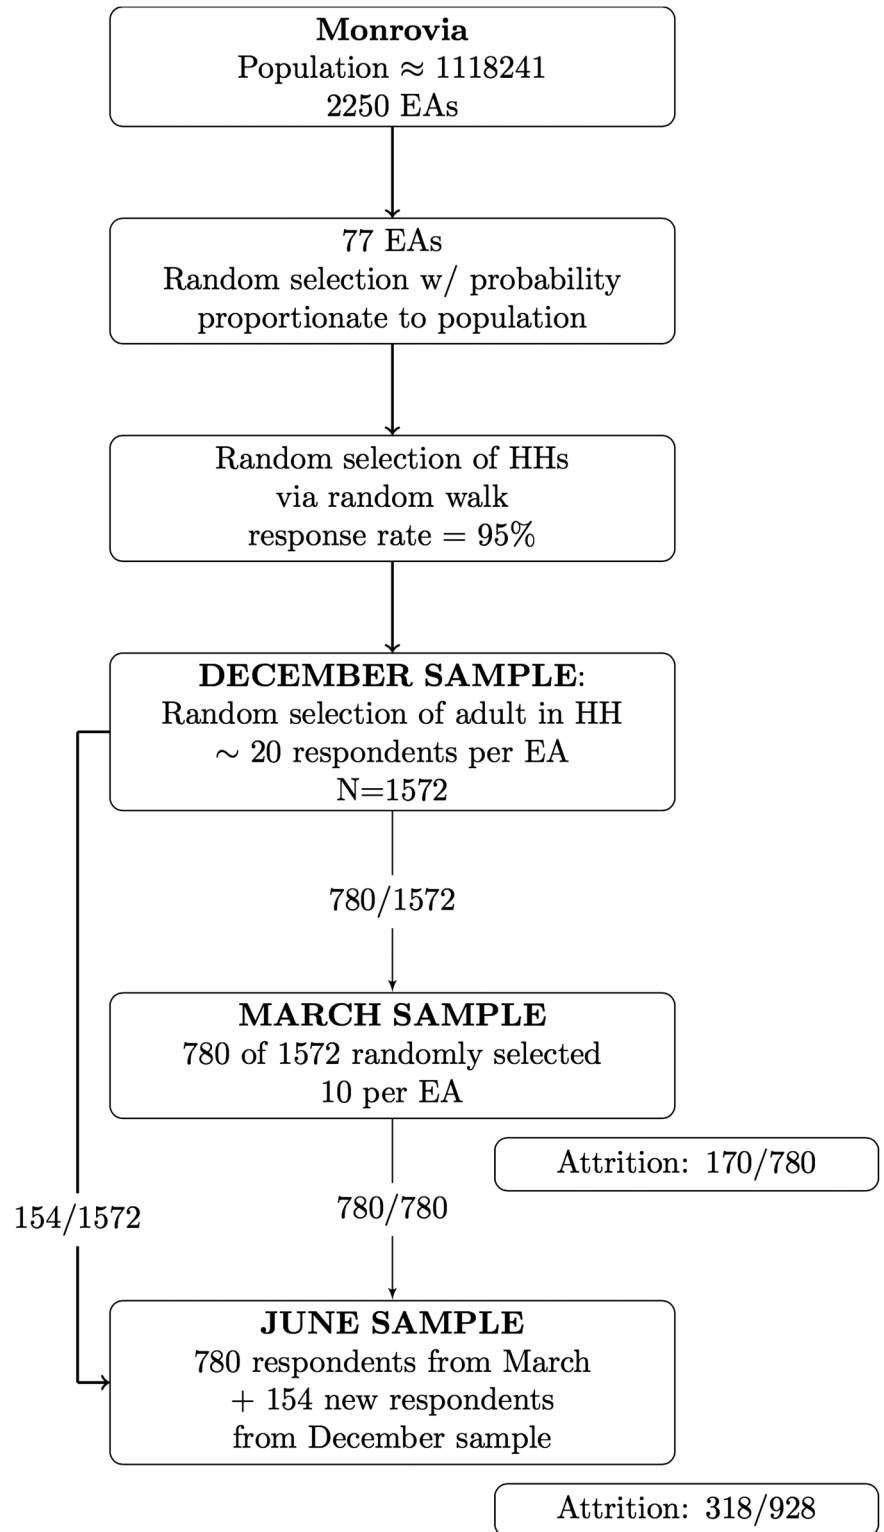 Monrovia
Population ≈ 1118241
2250 EAs
77 EAs
Random selection w/ probability
proportionate to population
Random selection of HHs
via random walk
response rate = 95%
DECEMBER SAMPLE:
Random selection of adult in HH
∼ 20 respondents per EA
N=1572
780/1572
MARCH SAMPLE
780 of 1572 randomly selected
10 per EA
Attrition: 170/780
154/1572
780/780
JUNE SAMPLE
780 respondents from March
+ 154 new respondents
from December sample
Attrition: 318/928